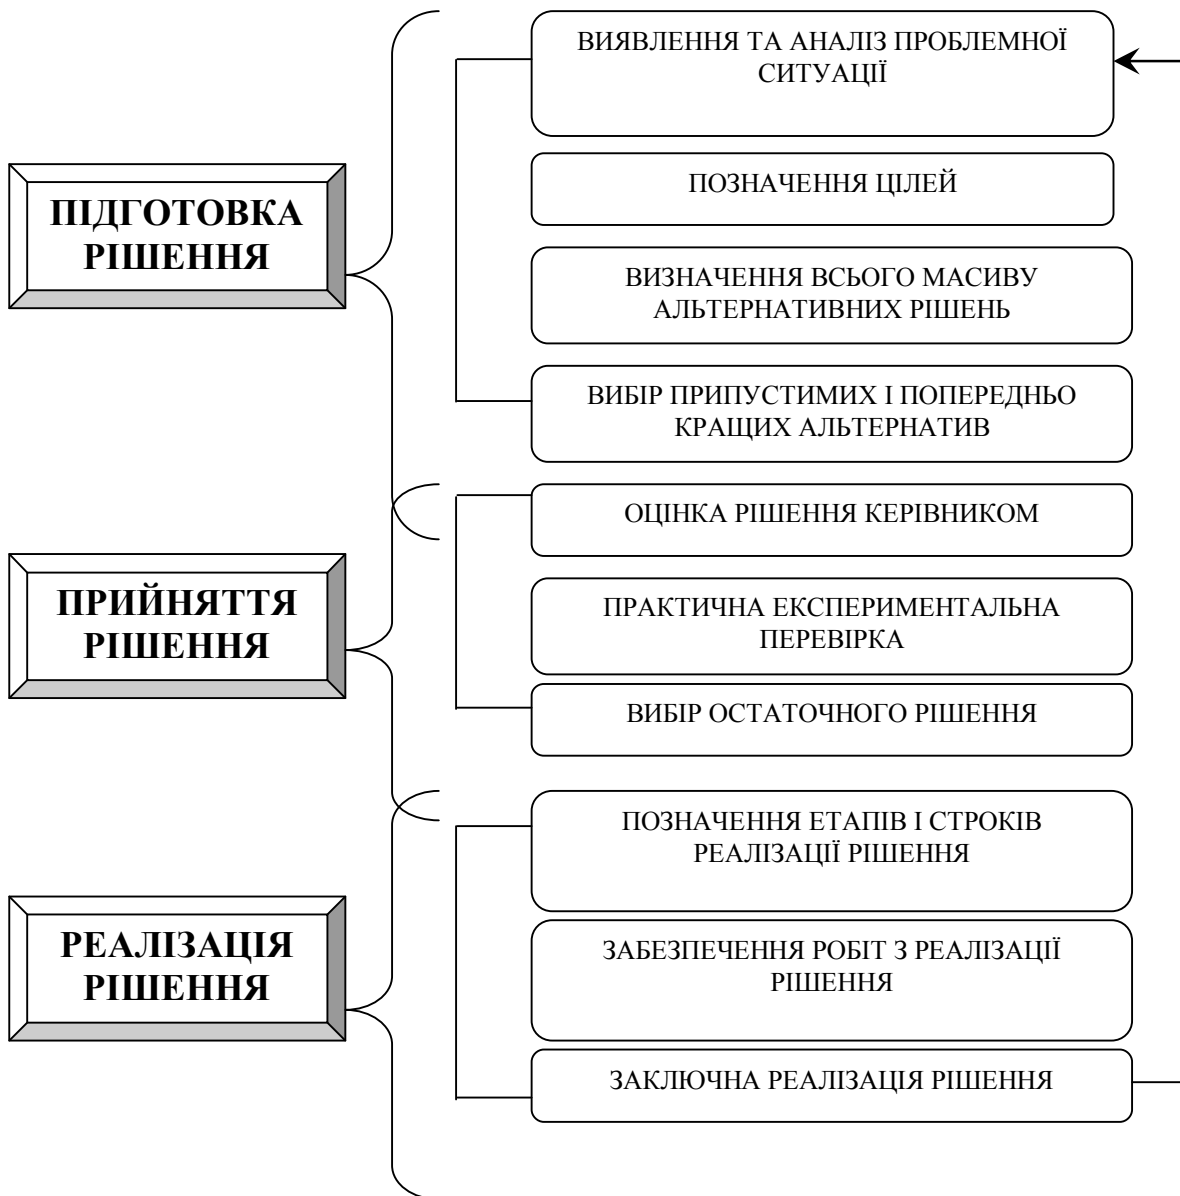 ВИЯВЛЕННЯ ТА АНАЛІЗ ПРОБЛЕМНОЇ
СИТУАЦІЇ
ПОЗНАЧЕННЯ ЦІЛЕЙ
ПІДГОТОВКА
РІШЕННЯ
ВИЗНАЧЕННЯ ВСЬОГО МАСИВУ
АЛЬТЕРНАТИВНИХ РІШЕНЬ
ВИБІР ПРИПУСТИМИХ І ПОПЕРЕДНЬО
КРАЩИХ АЛЬТЕРНАТИВ
ОЦІНКА РІШЕННЯ КЕРІВНИКОМ
ПРИЙНЯТТЯ
РІШЕННЯ
ПРАКТИЧНА ЕКСПЕРИМЕНТАЛЬНА
ПЕРЕВІРКА
ВИБІР ОСТАТОЧНОГО РІШЕННЯ
ПОЗНАЧЕННЯ ЕТАПІВ І СТРОКІВ
РЕАЛІЗАЦІЇ РІШЕННЯ
РЕАЛІЗАЦІЯ
РІШЕННЯ
ЗАБЕЗПЕЧЕННЯ РОБІТ З РЕАЛІЗАЦІЇ
РІШЕННЯ
ЗАКЛЮЧНА РЕАЛІЗАЦІЯ РІШЕННЯ